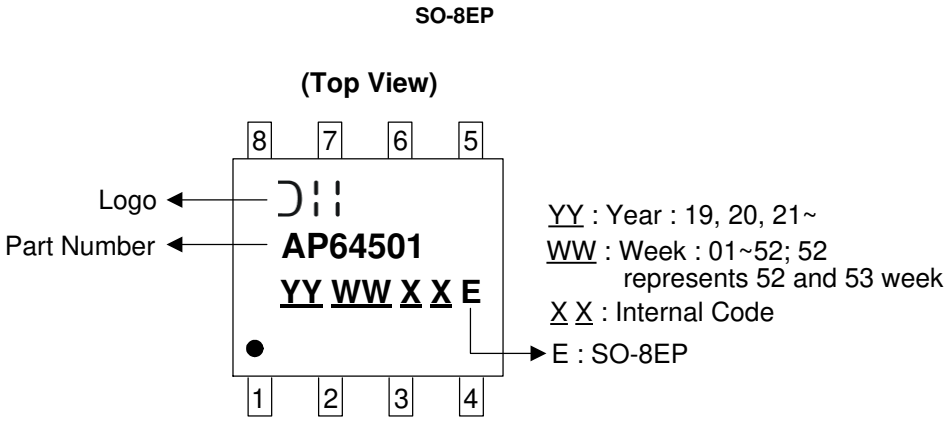 SO-8EP
(Top View)
8 7 6 5
Logo
Part Number
AP64501
YY WW X X E
YY : Year : 19, 20, 21~
WW : Week : 01~52; 52
represents 52 and 53 week
X X : Internal Code
E : SO-8EP
1 2 3 4